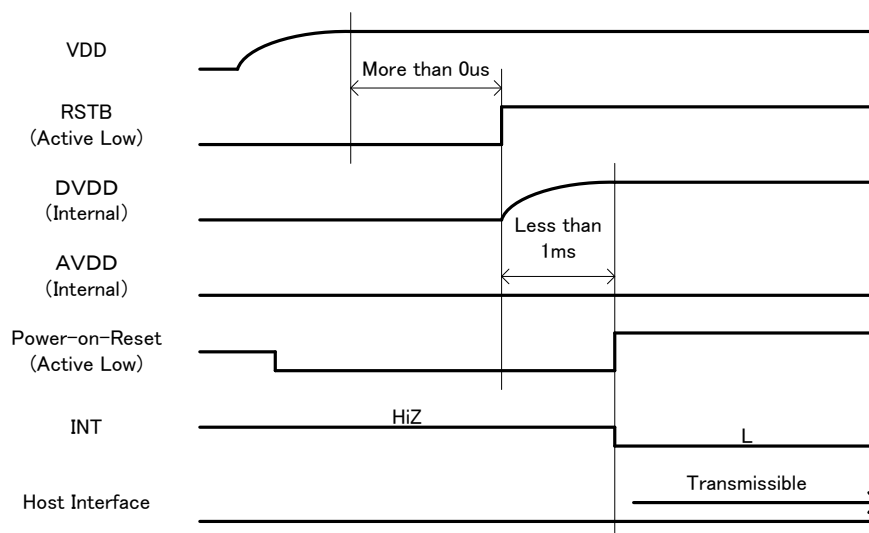 VDD
More than 0us
RSTB
(Active Low)
DVDD
(Internal)
Less than
1ms
AVDD
(Internal)
Power-on-Reset
(Active Low)
HiZ
INT
L
Transmissible
Host Interface